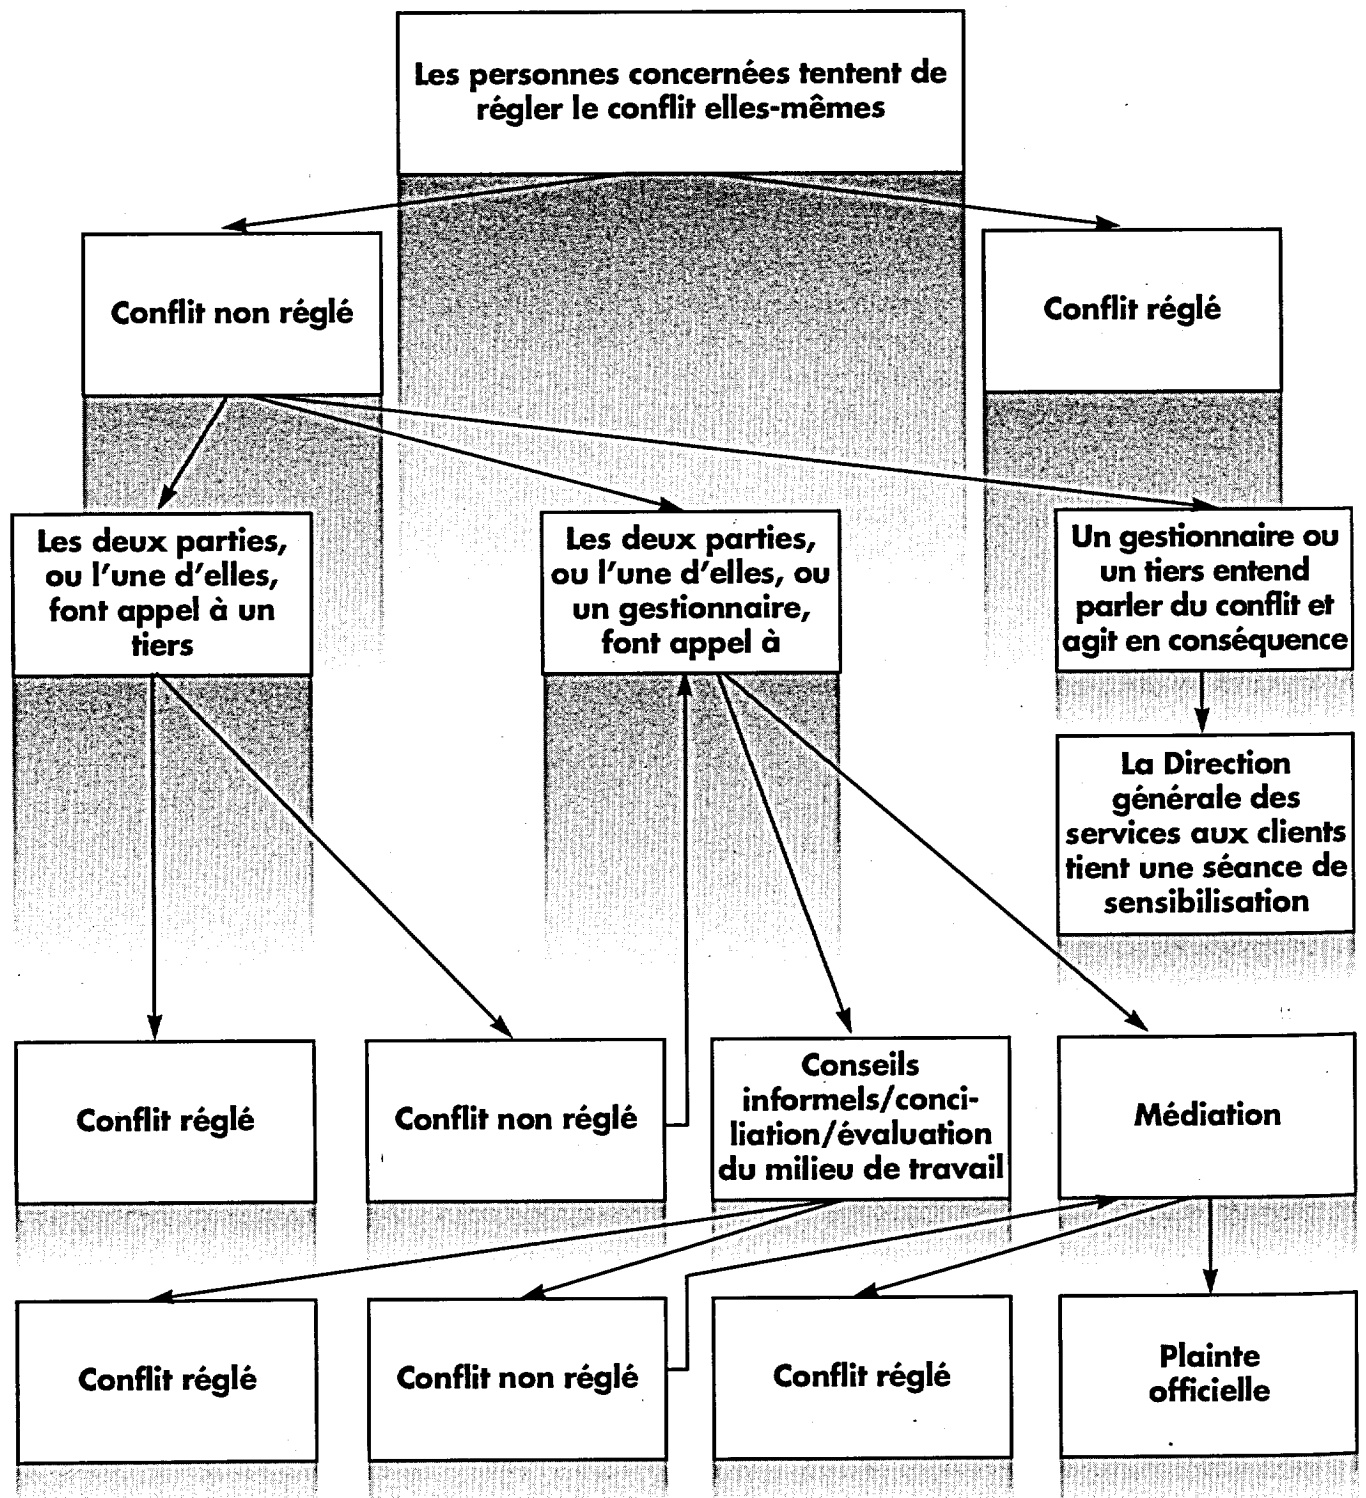 Les personnes concernées tentent de
régler le conflit elles-mêmes
Conflit non réglé
Conflit réglé
Les deux parties,
ou l'une d'elles,
font appel à un
tiers
Les deux parties,
ou l'une d'elles, ou
un gestionnaire,
font appel à
Un gestionnaire ou
un tiers entend
parler du conflit et
agit en conséquence
La Direction
générale des
services aux clients
tient une séance de
sensibilisation
Conflit réglé
Conflit non réglé
Conseils
informels/conci-
liation/évaluation
du milieu de travail
Médiation
Conflit réglé
Conflit non réglé
Conflit réglé
Plainte
officielle